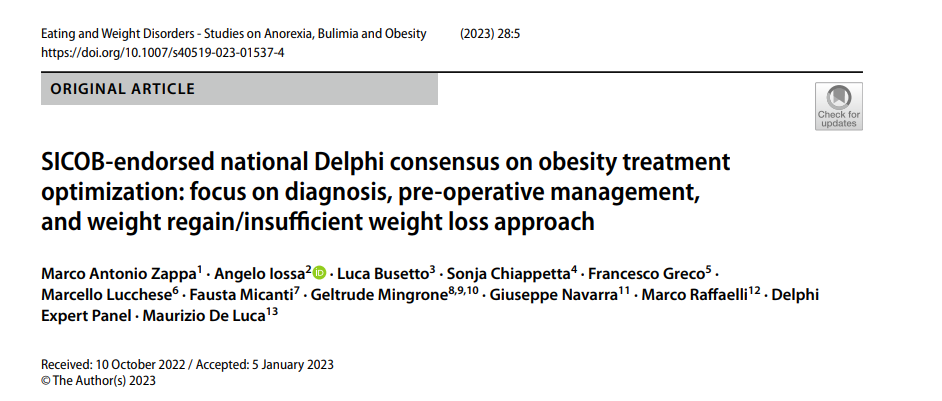 Eating and Weight Disorders - Studies on Anorexia, Bulimia and Obesity (2023) 28:5
https://doi.org/10.1007/s40519-023-01537-4
ORIGINAL ARTICLE
Check for
updates
SICOB-endorsed national Delphi consensus on obesity treatment
optimization: focus on diagnosis, pre-operative management,
and weight regain/insufficient weight loss approach
Marco Antonio Zappa1 · Angelo Iossa2 iD · Luca Busetto3 · Sonja Chiappetta4 · Francesco Greco5 ·
Marcello Lucchese6 · Fausta Micanti7 · Geltrude Mingrone8,9,10 · Giuseppe Navarra11 · Marco Raffaelli12 · Delphi
Expert Panel · Maurizio De Luca13
Received: 10 October 2022 / Accepted: 5 January 2023
© The Author(s) 2023